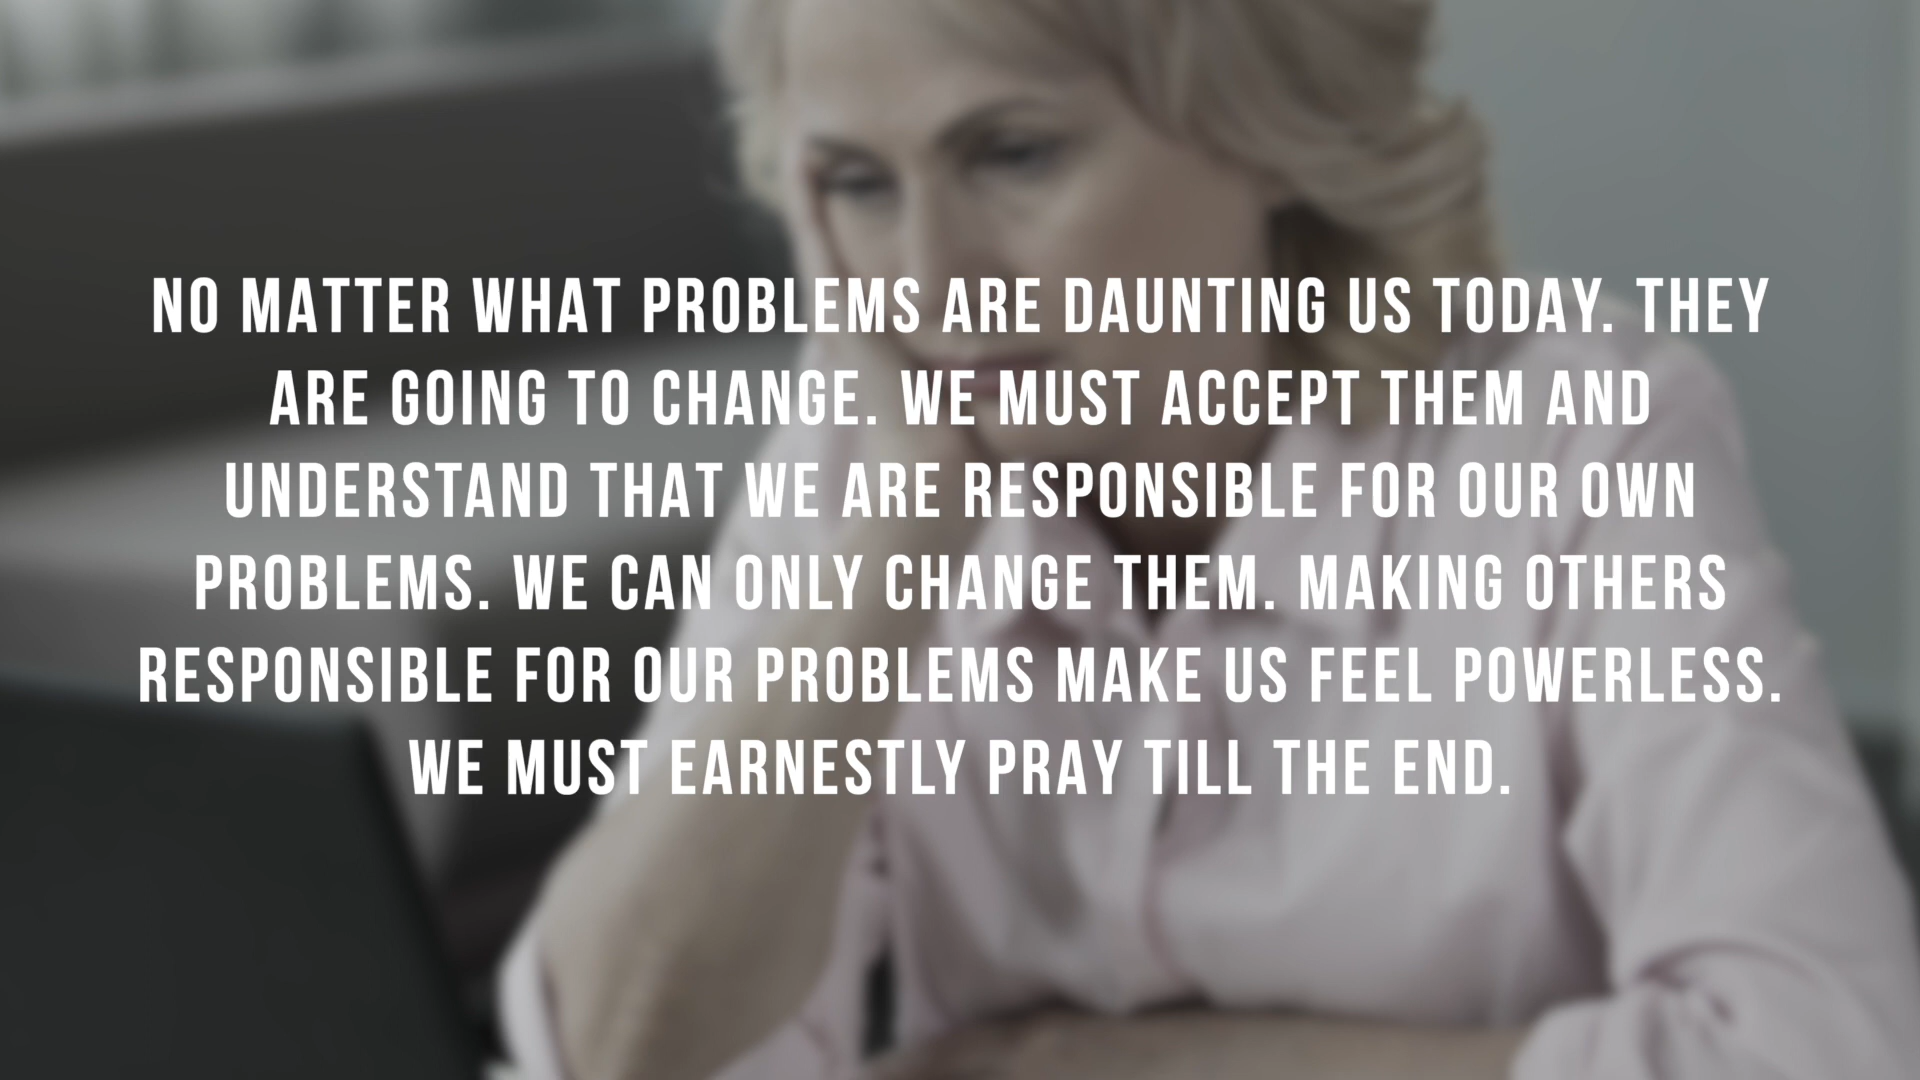 NO MATTER WHAT PROBLEMS ARE DAUNTING US TODAY. THEY
ARE GOING TO CHANGE. WE MUST ACCEPT THEM AND
UNDERSTAND THAT WE ARE RESPONSIBLE FOR OUR OWN
PROBLEMS. WE CAN ONLY CHANGE THEM. MAKING OTHERS
RESPONSIBLE FOR OUR PROBLEMS MAKE US FEEL POWERLESS.
WE MUST EARNESTLY PRAY TILL THE END.